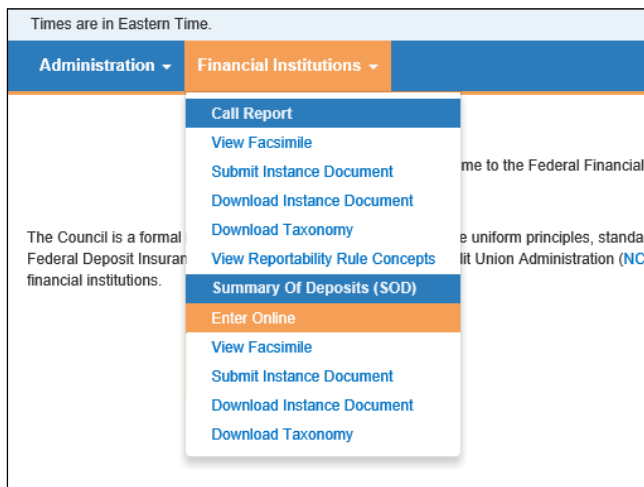 Times are in Eastern Time.
Administration Financial Institutions
Call Report
View Facsimile
me to the Federal Financial
Submit Instance Document
Download Instance Document
Download Taxonomy
The Council is a formal e uniform principles, standa
View Reportability Rule Concepts
Federal Deposit Insuran dit Union Administration (NC
financial institutions.
Summary Of Deposits (SOD)
Enter Online
View Facsimile
Submit Instance Document
Download Instance Document
Download Taxonomy